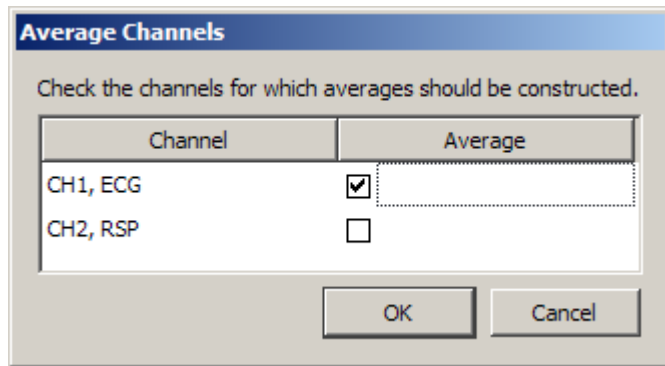 Average Channels
Check the channels for which averages should be constructed.
Channel Average
CH1, ECG
CH2, RSP
OK Cancel